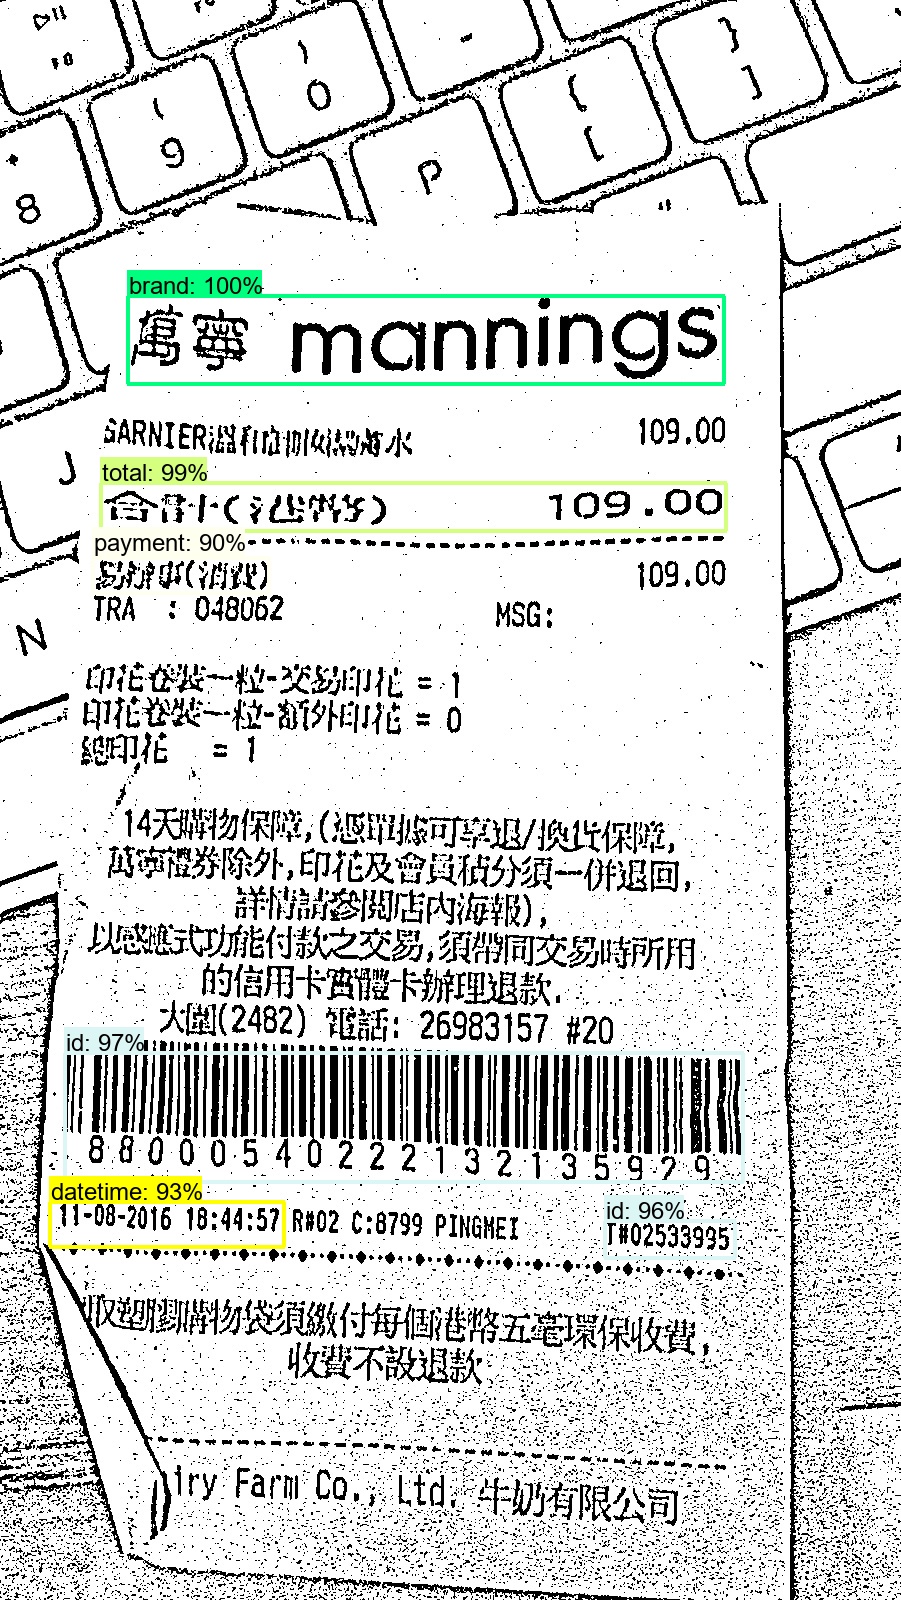 F8
( 9
) 0
-
{ [
} ]
* 8
P
"
J
N
brand: 100%
萬寧 mannings
GARNIER溫和 水 109.00
total: 99%
合計(港幣) 109.00
payment: 90%
易辦事(消費) 109.00
TRA : 048062 MSG:
印花卷裝一粒-交易印花 = 1
印花卷裝一粒-額外印花 = 0
總印花 = 1
14天購物保障,(憑單據可享退/換貨保障,
萬寧禮券除外,印花及會員積分須一併退回,
詳情請參閱店內海報),
以感應式功能付款之交易,須帶同交易時所用
的信用卡實體卡辦理退款.
大圍(2482) 電話: 26983157 #20
id: 97%
88000540222132135929
datetime: 93%
11-08-2016 18:44:57 R#02 C:8799 PINGMEI
id: 96%
T#02533995
取塑膠購物袋須繳付每個港幣五毫環保收費,
收費不設退款
iry Farm Co., Ltd. 牛奶有限公司